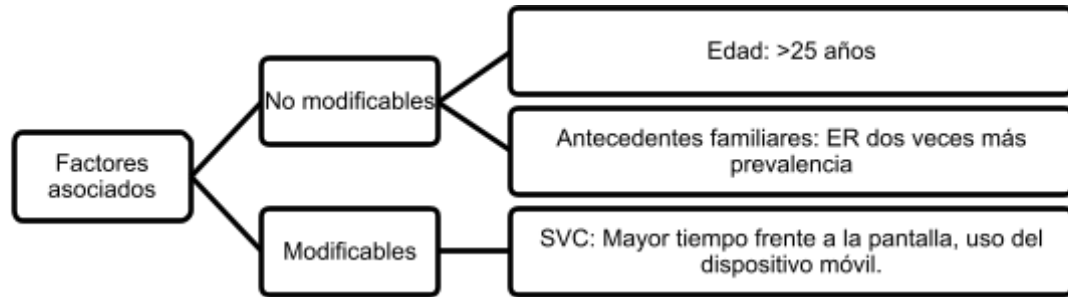 Factores
asociados
No modificables
Edad: >25 años
Antecedentes familiares: ER dos veces más
prevalencia
Modificables
SVC: Mayor tiempo frente a la pantalla, uso del
dispositivo móvil.